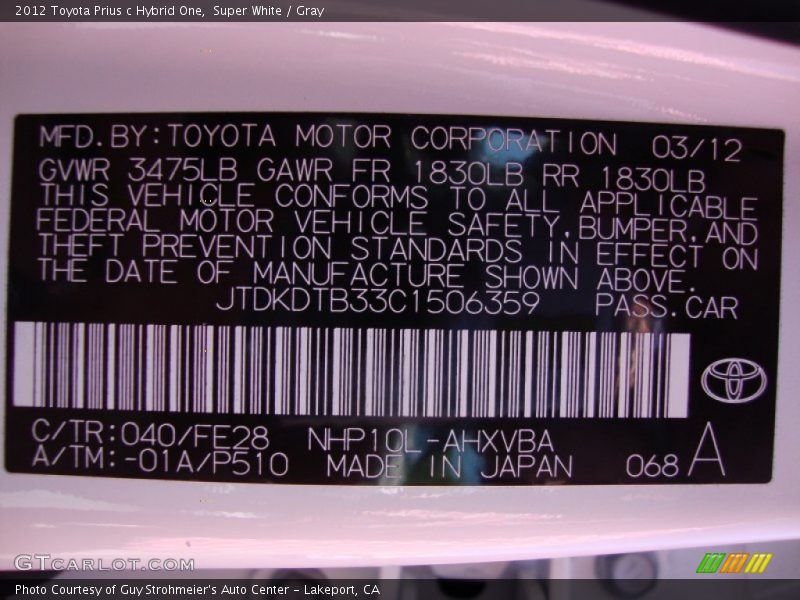 2012 Toyota Prius c Hybrid One,  Super White / Gray
MFD.BY:TOYOTA MOTOR CORPORATION 03/12
GVWR 3475LB GAWR FR 1830LB RR 1830LB
THIS VEHICLE CONFORMS TO ALL APPLICABLE
FEDERAL MOTOR VEHICLE SAFETY,BUMPER,AND
THEFT PREVENTION STANDARDS IN EFFECT ON
THE DATE OF MANUFACTURE SHOWN ABOVE.
JTDKDTB33C1506359 PASS.CAR
C/TR:040/FE28 NHP10L-AHXVBA
A/TM:-01A/P510 MADE IN JAPAN 068 A
GTCARLOT.COM
Photo Courtesy of Guy Strohmeier's Auto Center - Lakeport, CA